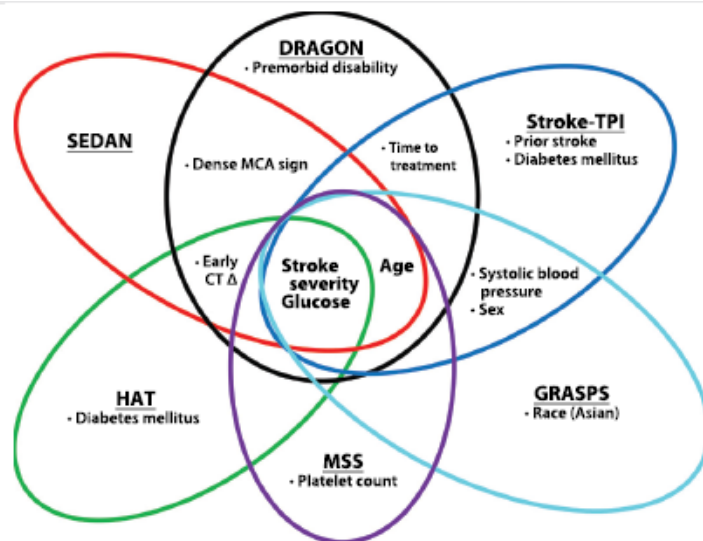 DRAGON
· Premorbid disability
SEDAN
Stroke-TPI
· Prior stroke
· Diabetes mellitus
· Dense MCA sign
· Time to
treatment
· Early
CT Δ
Stroke
severity
Glucose
Age
· Systolic blood
pressure
· Sex
HAT
· Diabetes mellitus
GRASPS
· Race (Asian)
MSS
· Platelet count